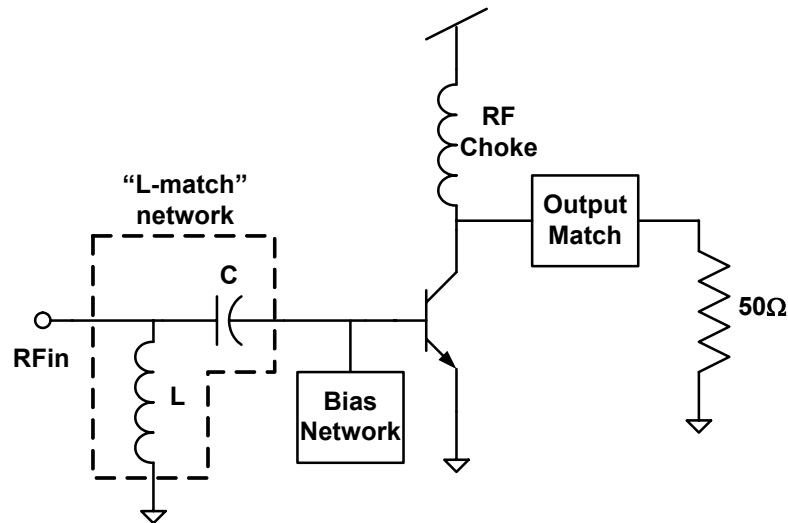 RF
Choke
“L-match”
network
Output
Match
C
50Ω
RFin
L
Bias
Network